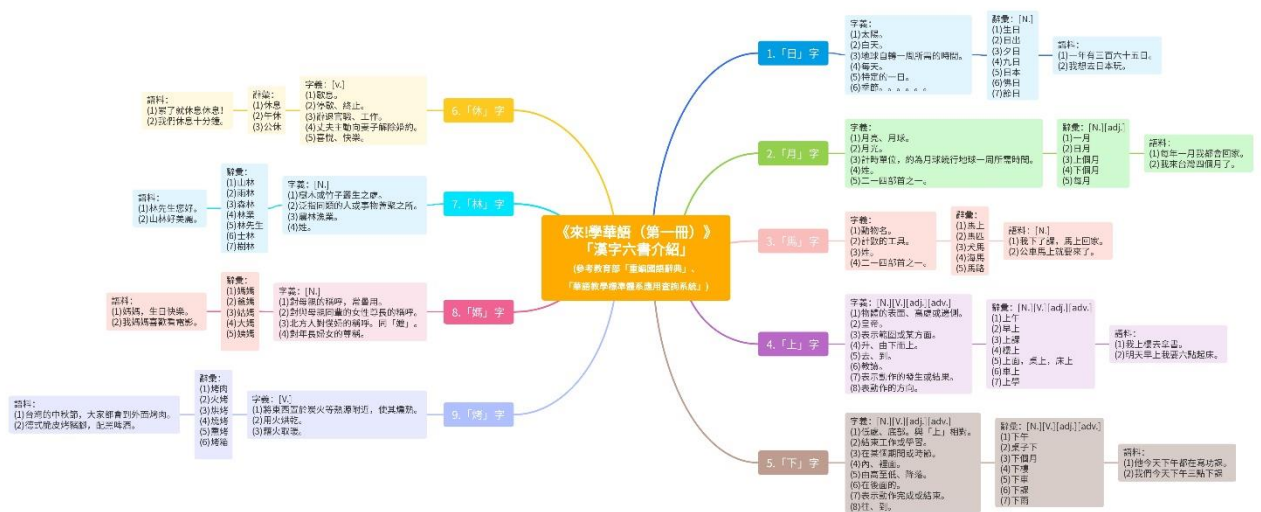 《來!學華語（第一冊）》
「漢字六書介紹」
(參考教育部「重編國語辭典」、
「華語教學標準體系應用查詢系統」)
1.「日」字
字義：
(1)太陽、
(2)白天。
(3)地球自轉一周所需的時間。
(4)每天。
(5)特定的一日。
(6)季節。。。。。。
辭彙：[N.]
(1)生日
(2)日出
(3)夕日
(4)九日
(5)日本
(6)佛日
(7)節日
語料：
(1)一年有三百六十五日。
(2)我想去日本玩。
2.「月」字
字義：
(1)月亮、月球。
(2)月光。
(3)計時單位，約為月球繞行地球一周所需時間。
(4)姓。
(5)二一四部首之一。
辭彙：[N.][adj.]
(1)一月
(2)日月
(3)上個月
(4)下個月
(5)每月
語料：
(1)每年一月我都會回家。
(2)我來台灣四個月了。
3.「馬」字
字義：
(1)動物名。
(2)計數的工具。
(3)姓。
(4)二一四部首之一。
辭彙：
(1)馬上
(2)馬匹
(3)犬馬
(4)海馬
(5)馬路
語料：[N.]
(1)我下了課，馬上回家。
(2)公車馬上就要來了。
4.「上」字
字義：[N.][V.][adj.][adv.]
(1)物體的表面、高處或邊側。
(2)皇帝。
(3)表示範圍或某方面。
(4)升、由下而上。
(5)去、到。
(6)
(7)表示動作的發生或結果。
(8)表動作的方向。
辭彙：[N.][V.][adj.][adv.]
(1)上午
(2)早上
(3)上課
(4)樓上
(5)上面，桌上，床上
(6)車上
(7)上學
語料：
(1)我上樓去拿書。
(2)明天早上我要六點起床。
5.「下」字
字義：[N.][V.][adj.][adv.]
(1)低處、底部。與「上」相對。
(2)結束工作或學習。
(3)在某個期間或時節。
(4)內、裡面。
(5)由高至低、降落。
(6)在後面的。
(7)表示動作完成或結束。
(8)往、到。
辭彙：[N.][V.][adj.][adv.]
(1)下午
(2)桌子下
(3)下個月
(4)下樓
(5)下車
(6)下課
(7)下雨
語料：
(1)他今天下午都在寫功課。
(2)我們今天下午三點下課
6.「休」字
字義：[v.]
(1)歇息。
(2)停歇、終止。
(3)辭退官職、工作。
(4)丈夫主動向妻子解除婚約。
(5)喜悅、快樂。
辭彙：
(1)休息
(2)午休
(3)公休
語料：
(1)累了就休息休息!
(2)我們休息十分鐘。
7.「林」字
字義：[N.]
(1)樹木或竹子叢生之處。
(2)泛指同類的人或事物薈聚之所。
(3)農林漁業。
(4)姓。
辭彙：
(1)山林
(2)雨林
(3)森林
(4)林業
(5)林先生
(6)士林
(7)樹林
語料：
(1)林先生您好。
(2)山林好美麗。
8.「媽」字
字義：[N.]
(1)對母親的稱呼，常疊用。
(2)對與母親同輩的女性尊長的稱呼。
(3)北方人對僕婦的稱呼。同「嬤」。
(4)對年長婦女的尊稱。
辭彙：
(1)媽媽
(2)爸媽
(3)姑媽
(4)大媽
(5)姨媽
語料：
(1)媽媽，生日快樂。
(2)我媽媽喜歡看電影。
9.「烤」字
字義：[V.]
(1)將東西置於炭火等熱源附近，使其燻熟。
(2)用火烘乾。
(3)靠火取暖。
辭彙：
(1)烤肉
(2)火烤
(3)烘烤
(4)燒烤
(5)熏烤
(6)烤箱
語料：
(1)台灣的中秋節，大家都會到外面烤肉。
(2)德式脆皮烤豬腳，配黑啤酒。